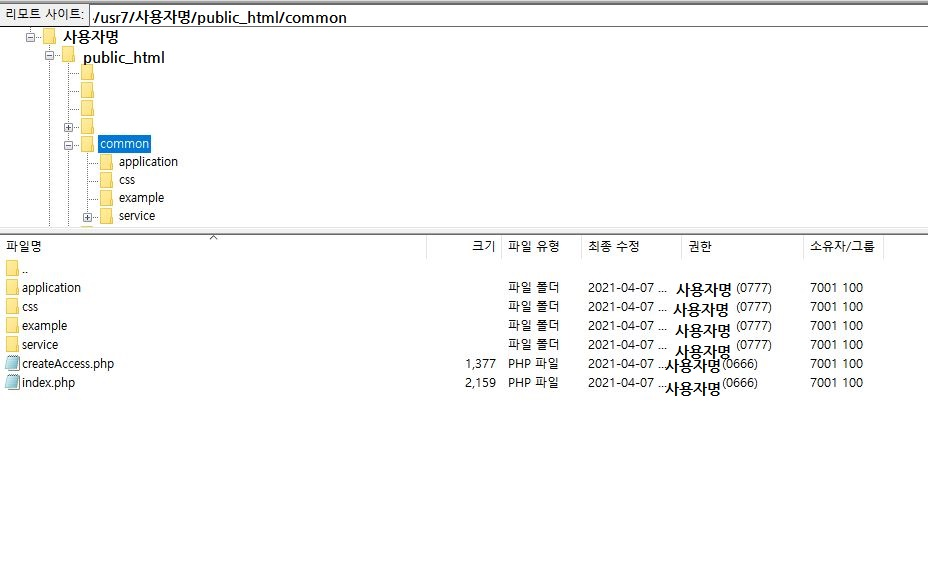 리모트 사이트: /usr7/사용자명/public_html/common
사용자명
public_html
common
application
css
example
service
파일명 크기 파일 유형 최종 수정 권한 소유자/그룹
..
application 파일 폴더 2021-04-07 ... 사용자명 (0777) 7001 100
css 파일 폴더 2021-04-07 ... 사용자명 (0777) 7001 100
example 파일 폴더 2021-04-07 ... 사용자명 (0777) 7001 100
service 파일 폴더 2021-04-07 ... 사용자명 (0777) 7001 100
createAccess.php 1,377 PHP 파일 2021-04-07 ... 사용자명 (0666) 7001 100
index.php 2,159 PHP 파일 2021-04-07 ... 사용자명 (0666) 7001 100